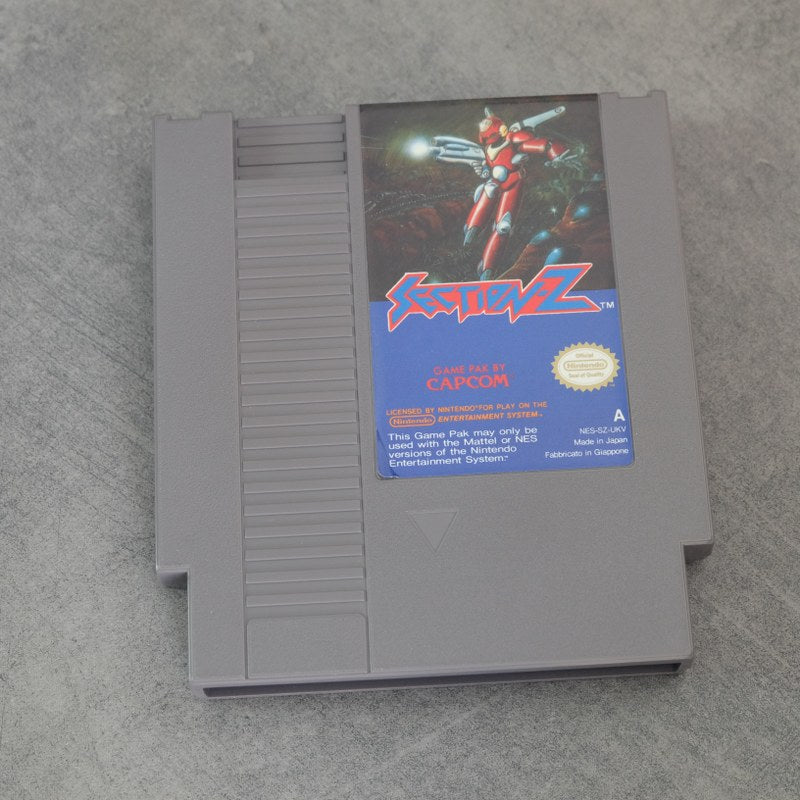 SECTION-Z™
GAME PAK BY
CAPCOM
Official
Nintendo
Seal of Quality
LICENSED BY NINTENDO® FOR PLAY ON THE
Nintendo ENTERTAINMENT SYSTEM™
This Game Pak may only be
used with the Mattel or NES
versions of the Nintendo
Entertainment System.™
A
NES-SZ-UKV
Made in Japan
Fabbricato in Giappone